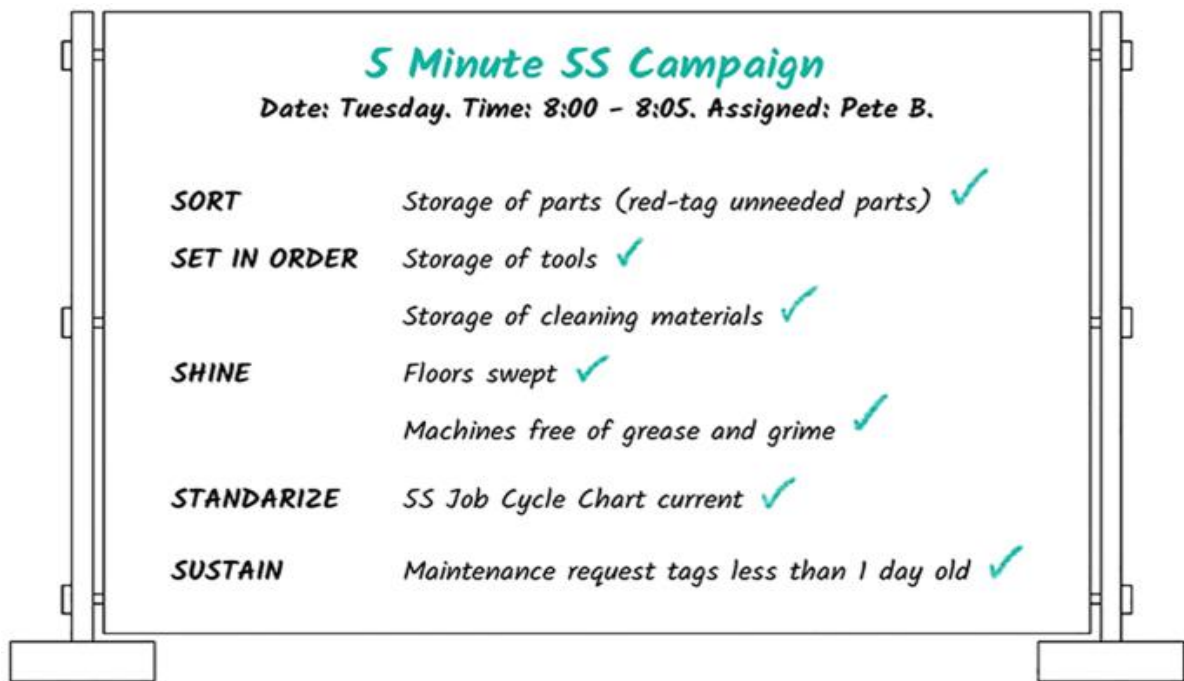 5 Minute 5S Campaign
Date: Tuesday. Time: 8:00 - 8:05. Assigned: Pete B.
SORT Storage of parts (red-tag unneeded parts) ✓
SET IN ORDER Storage of tools ✓
Storage of cleaning materials ✓
SHINE Floors swept ✓
Machines free of grease and grime ✓
STANDARIZE 5S Job Cycle Chart current ✓
SUSTAIN Maintenance request tags less than 1 day old ✓